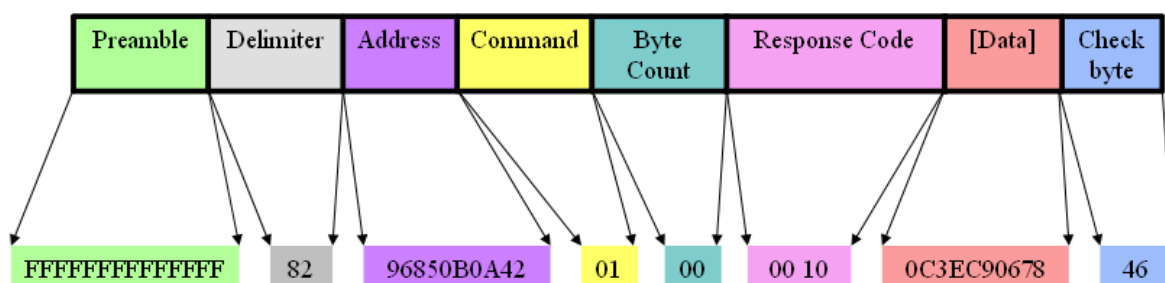 Preamble
Delimiter
Address
Command
Byte
Count
Response Code
[Data]
Check
byte
FFFFFFFFFFFFFF
82
96850B0A42
01
00
00 10
0C3EC90678
46